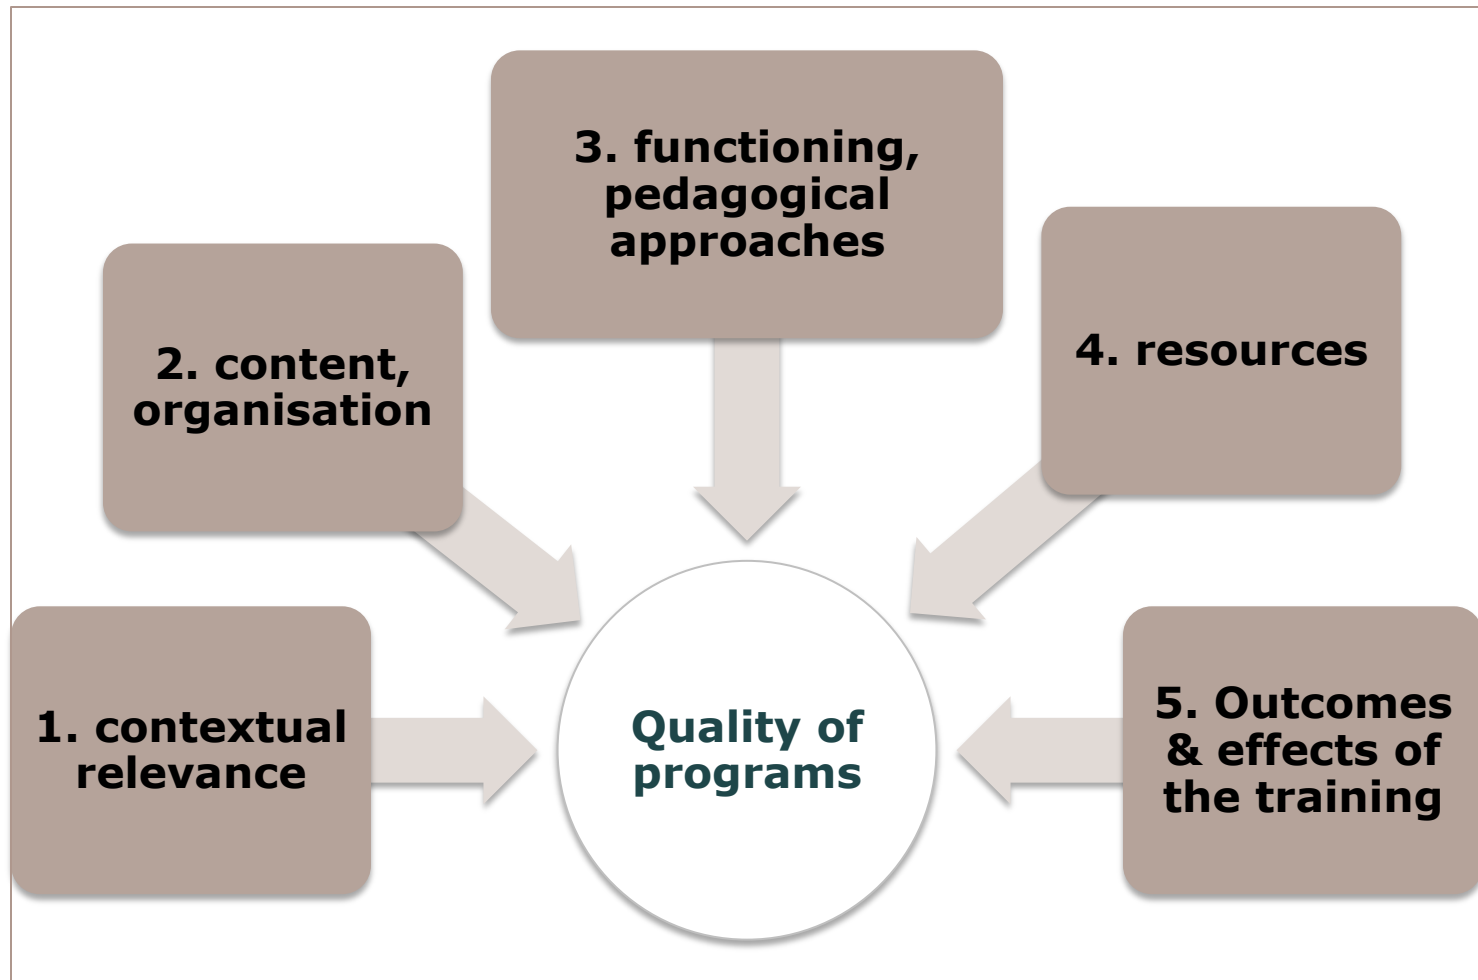 3. functioning,
pedagogical
approaches
2. content,
organisation
4. resources
1. contextual
relevance
Quality of
programs
5. Outcomes
& effects of
the training